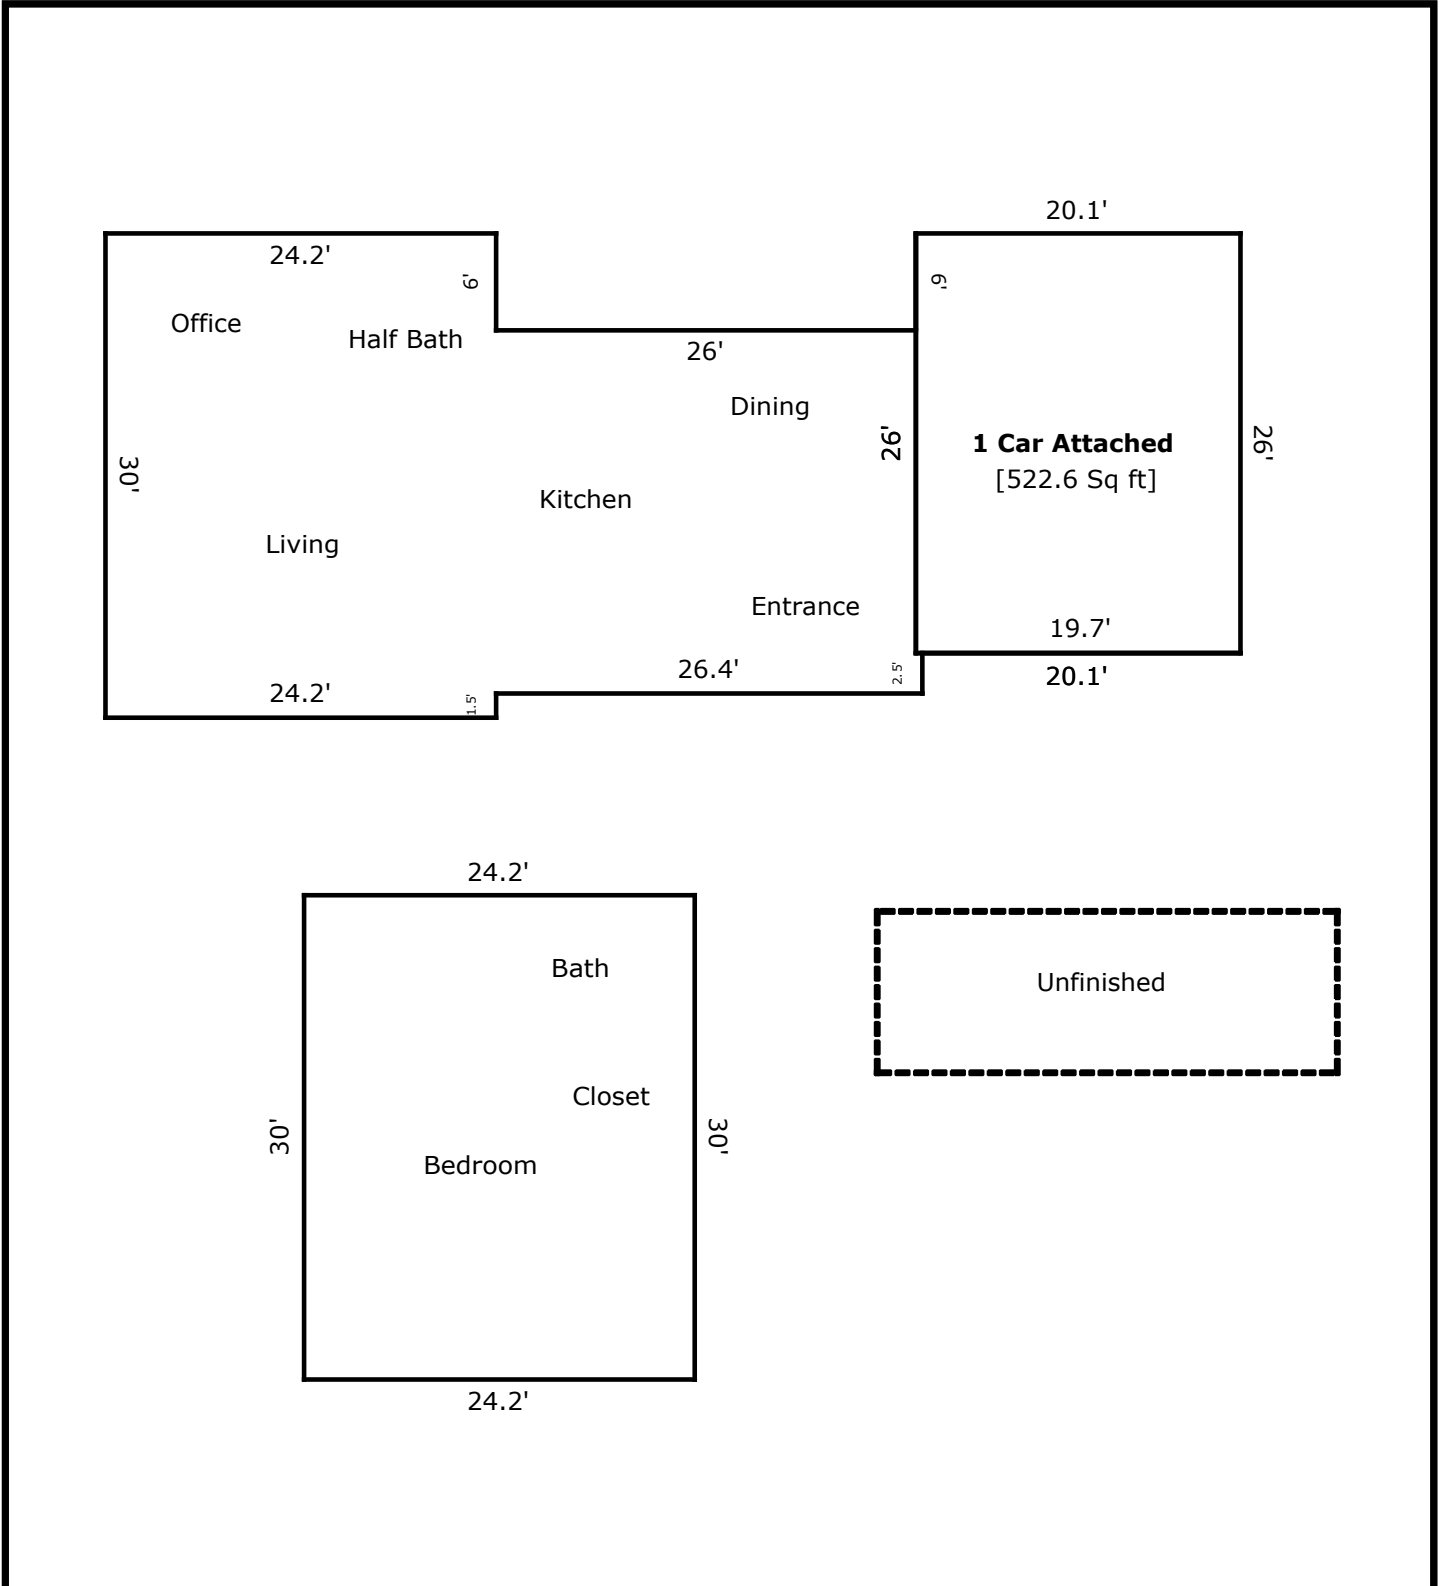 20.1'
24.2'
6'
6'
Office
Half Bath
26'
Dining
26'
1 Car Attached
26'
30'
[522.6 Sq ft]
Kitchen
Living
Entrance
19.7'
26.4'
2.5'
20.1'
24.2'
1.5'
24.2'
Bath
Unfinished
Closet
30'
30'
Bedroom
24.2'